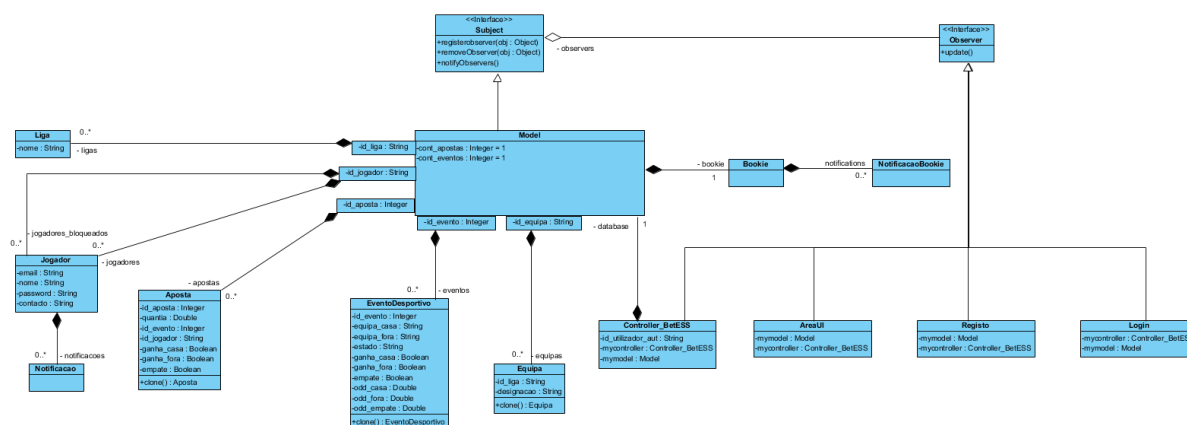 <<Interface>>
Subject
+registerobserver(obj : Object)
+removeObserver(obj : Object)
+notifyObservers()
- observers
<<Interface>>
Observer
+update()
Liga
-nome : String
0..*
- ligas
-id_liga : String
-id_jogador : String
-id_aposta : Integer
Model
-cont_apostas : Integer = 1
-cont_eventos : Integer = 1
-id_evento : Integer
-id_equipa : String
- bookie
1
Bookie
notifications
0..*
NotificacaoBookie
- database
1
- jogadores_bloqueados
0..*
0..*
- jogadores
Jogador
-email : String
-nome : String
-password : String
-contacto : String
0..*
- notificacoes
Notificacao
- apostas
0..*
Aposta
-id_aposta : Integer
-quantia : Double
-id_evento : Integer
-id_jogador : String
-ganha_casa : Boolean
-ganha_fora : Boolean
-empate : Boolean
+clone() : Aposta
0..*
- eventos
EventoDesportivo
-id_evento : Integer
-equipa_casa : String
-equipa_fora : String
-estado : String
-ganha_casa : Boolean
-ganha_fora : Boolean
-empate : Boolean
-odd_casa : Double
-odd_fora : Double
-odd_empate : Double
+clone() : EventoDesportivo
0..*
- equipas
Equipa
-id_liga : String
-designacao : String
+clone() : Equipa
Controller_BetESS
-id_utilizador_aut : String
-mycontroller : Controller_BetESS
-mymodel : Model
AreaUI
-mymodel : Model
-mycontroller : Controller_BetESS
Registo
-mymodel : Model
-mycontroller : Controller_BetESS
Login
-mycontroller : Controller_BetESS
-mymodel : Model